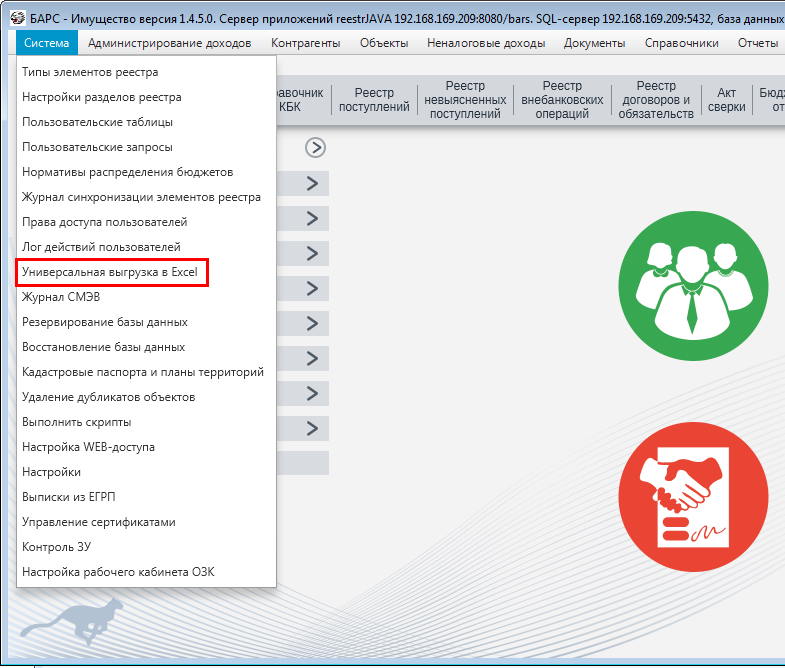 БАРС - Имущество версия 1.4.5.0. Сервер приложений reestrJAVA 192.168.169.209:8080/bars. SQL-сервер 192.168.169.209:5432, база данных
Система Администрирование доходов Контрагенты Объекты Неналоговые доходы Документы Справочники Отчеты
Типы элементов реестра
Настройки разделов реестра
Пользовательские таблицы
Пользовательские запросы
Нормативы распределения бюджетов
Журнал синхронизации элементов реестра
Права доступа пользователей
Лог действий пользователей
Универсальная выгрузка в Excel
Журнал СМЭВ
Резервирование базы данных
Восстановление базы данных
Кадастровые паспорта и планы территорий
Удаление дубликатов объектов
Выполнить скрипты
Настройка WEB-доступа
Настройки
Выписки из ЕГРП
Управление сертификатами
Контроль ЗУ
Настройка рабочего кабинета ОЗК
КБК
Реестр
поступлений
Реестр
невыясненных
поступлений
Реестр
внебанковских
операций
Реестр
договоров и
обязательств
Акт
сверки